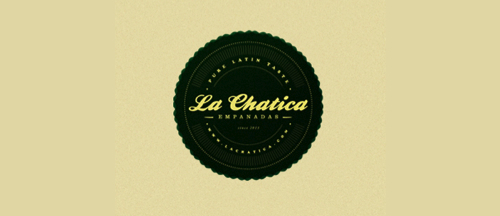 • PURE LATIN TASTE •
La Chatica
EMPANADAS
• WWW.LACHATICA.COM •